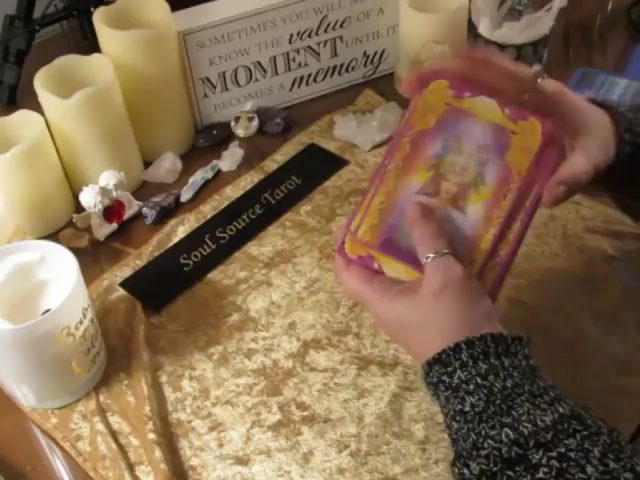 SOMETIMES YOU WILL NE
KNOW THE value OF A
MOMENT UNTIL IT
BECOMES A memory
Soul Source Tarot